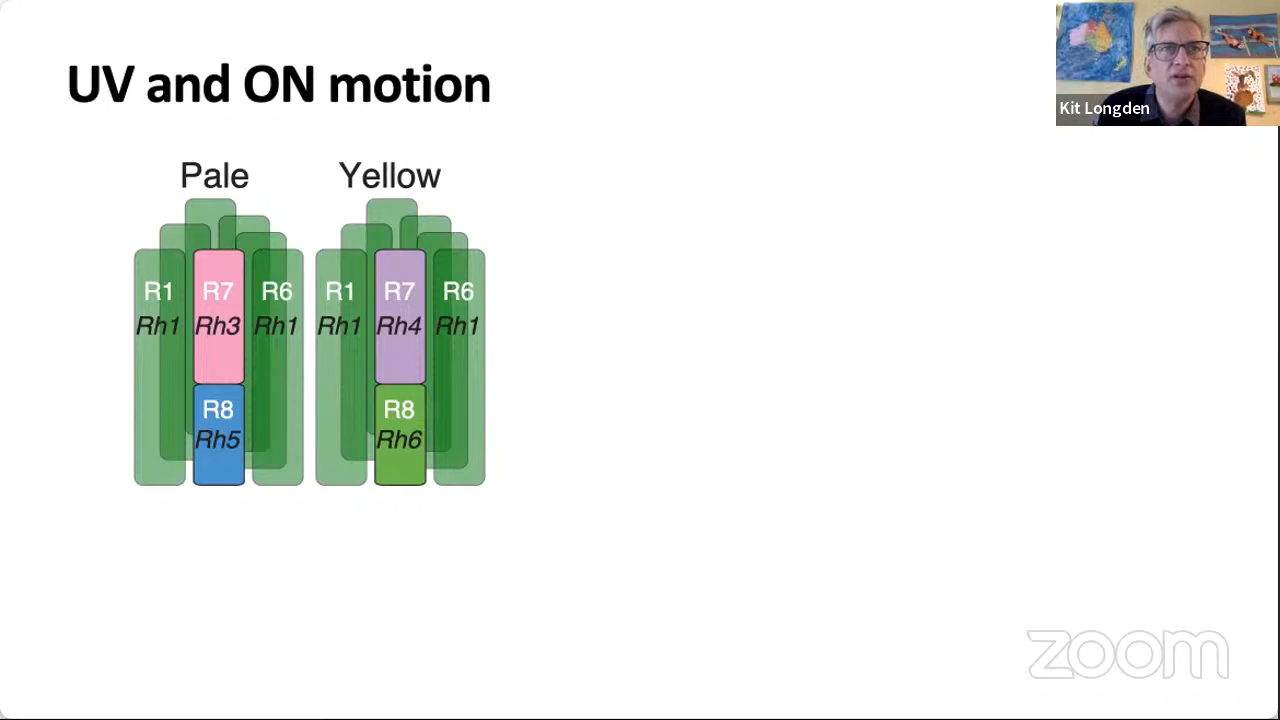 UV and ON motion
Kit Longden
Pale Yellow
R1 R7 R6 R1 R7 R6
Rh1 Rh3 Rh1 Rh1 Rh4 Rh1
R8 R8
Rh5 Rh6
zoom